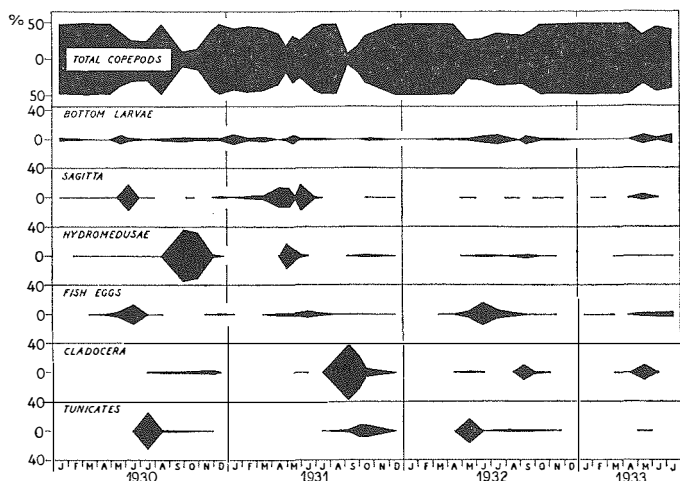 % 50
0
50
TOTAL COPEPODS
BOTTOM LARVAE
0
40
SAGITTA
0
40
HYDROMEDUSAE
0
40
FISH EGGS
0
40
CLADOCERA
0
40
TUNICATES
0
40
J F M A M J J A S O N D J F M A M J J A S O N D J F M A M J J A S O N D J F M A M J J
1930 1931 1932 1933